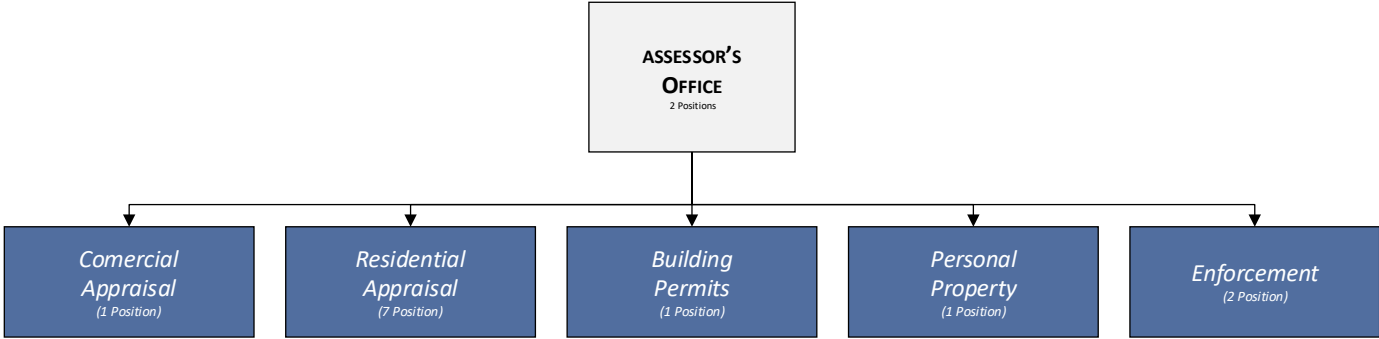 ASSESSOR'S
OFFICE
2 Positions
Comercial
Appraisal
(1 Position)
Residential
Appraisal
(7 Position)
Building
Permits
(1 Position)
Personal
Property
(1 Position)
Enforcement
(2 Position)